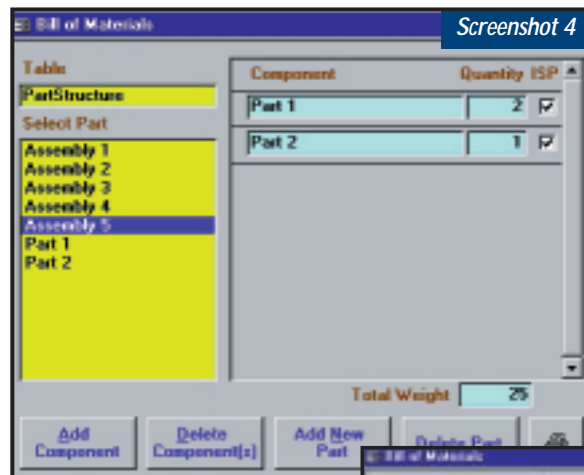 Bill of Materials
Screenshot 4
Table
PartStructure
Select Part
Assembly 1
Assembly 2
Assembly 3
Assembly 4
Assembly 5
Part 1
Part 2
Component Quantity ISP
Part 1 2
Part 2 1
Total Weight 25
Add Component
Delete Component(s)
Add New Part
Delete Part
Bill of Materials